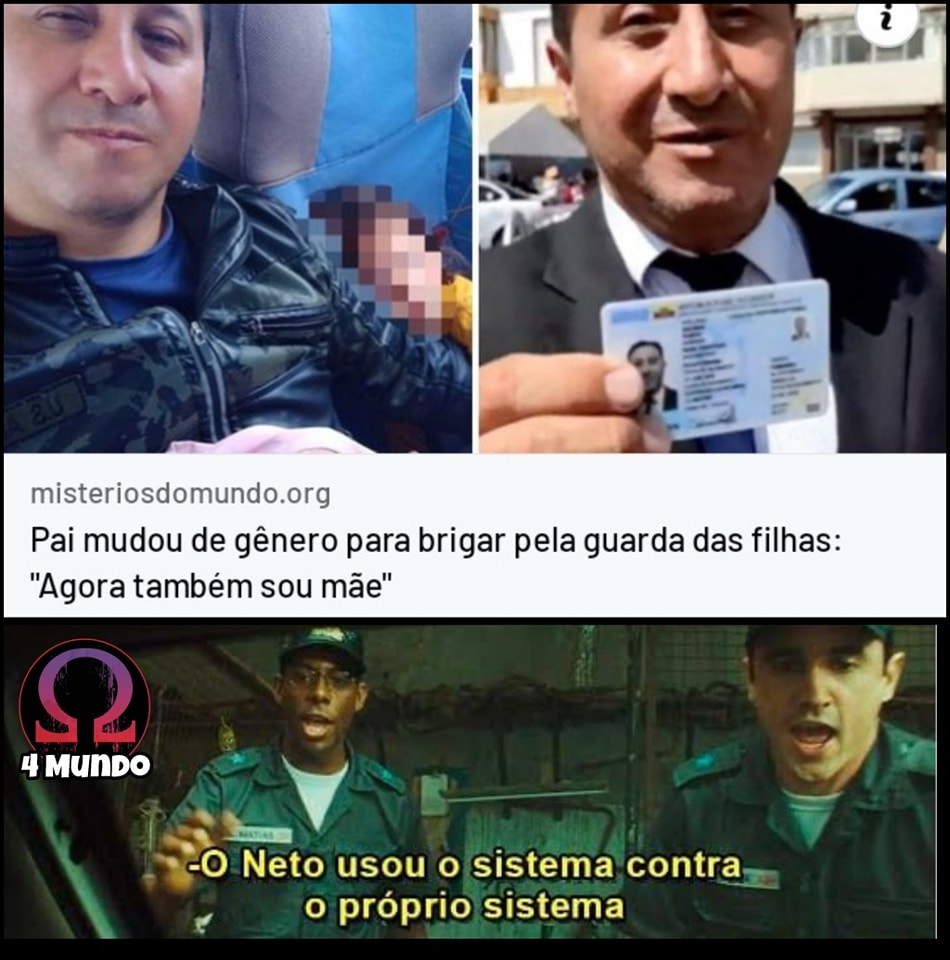 i
U.S. A
misteriosdomundo.org
Pai mudou de gênero para brigar pela guarda das filhas:
"Agora também sou mãe"
Ω
4 MUNDO
MATIAS
-O Neto usou o sistema contra
o próprio sistema